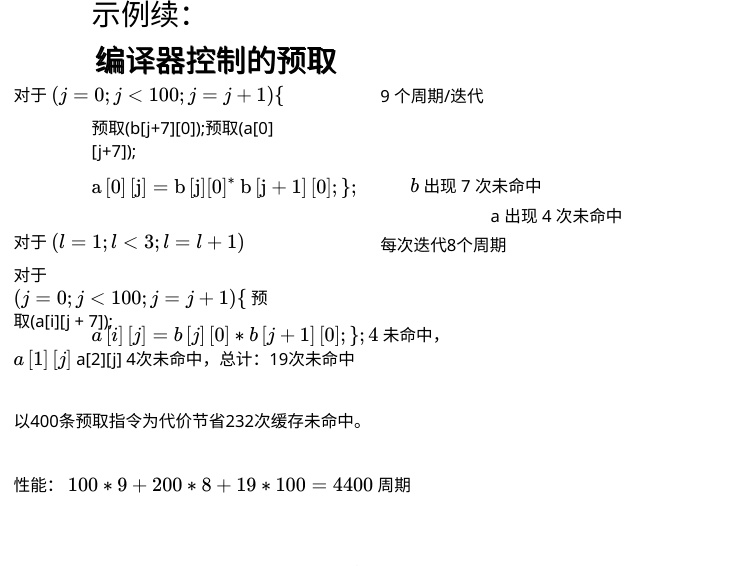 示例续：
编译器控制的预取
对于 (j = 0; j < 100; j = j + 1){ 9 个周期/迭代
预取(b[j+7][0]);预取(a[0]
[j+7]);
a [0] [j] = b [j][0]* b [j + 1] [0]; }; b 出现 7 次未命中
a 出现 4 次未命中
对于 (l = 1; l < 3; l = l + 1) 每次迭代8个周期
对于
(j = 0; j < 100; j = j + 1){ 预
取(a[i][j + 7]);
a [i] [j] = b [j] [0] * b [j + 1] [0]; }; 4 未命中，
a [1] [j] a[2][j] 4次未命中，总计：19次未命中
以400条预取指令为代价节省232次缓存未命中。
性能： 100 * 9 + 200 * 8 + 19 * 100 = 4400 周期